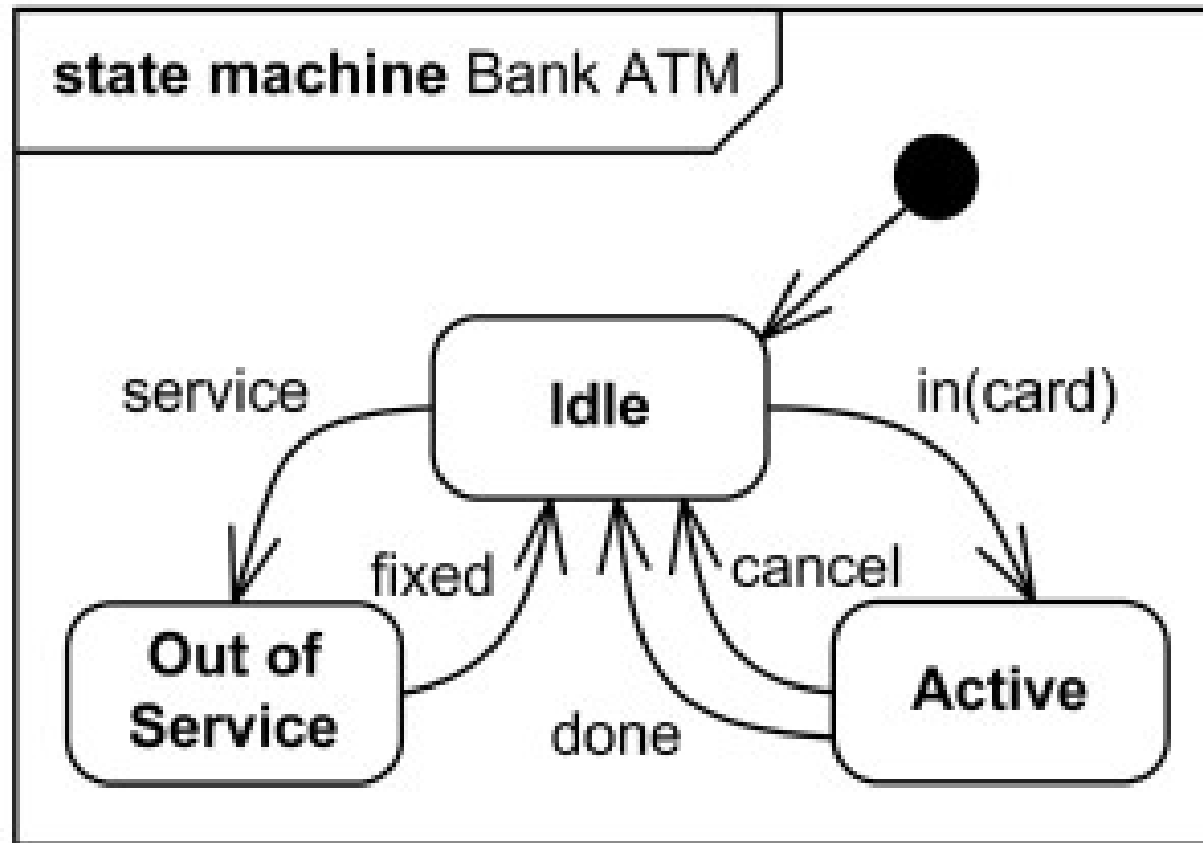 state machine Bank ATM
service
Idle
in(card)
fixed
cancel
Out of
Service
Active
done